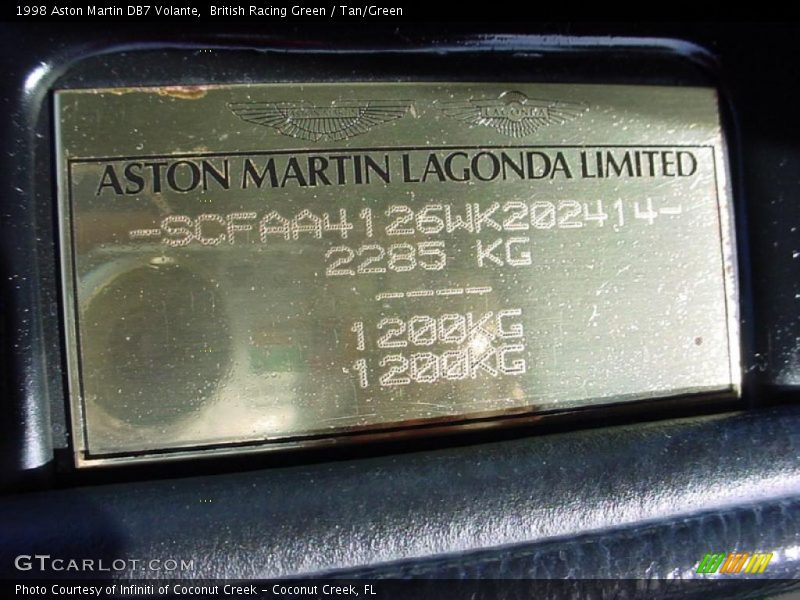 1998 Aston Martin DB7 Volante, British Racing Green / Tan/Green
LAGONDA
ASTON MARTIN LAGONDA LIMITED
-SCFAA4126WK202414-
2285 KG
----
1200KG
1200KG
GTCARLOT.COM
Photo Courtesy of Infiniti of Coconut Creek - Coconut Creek, FL